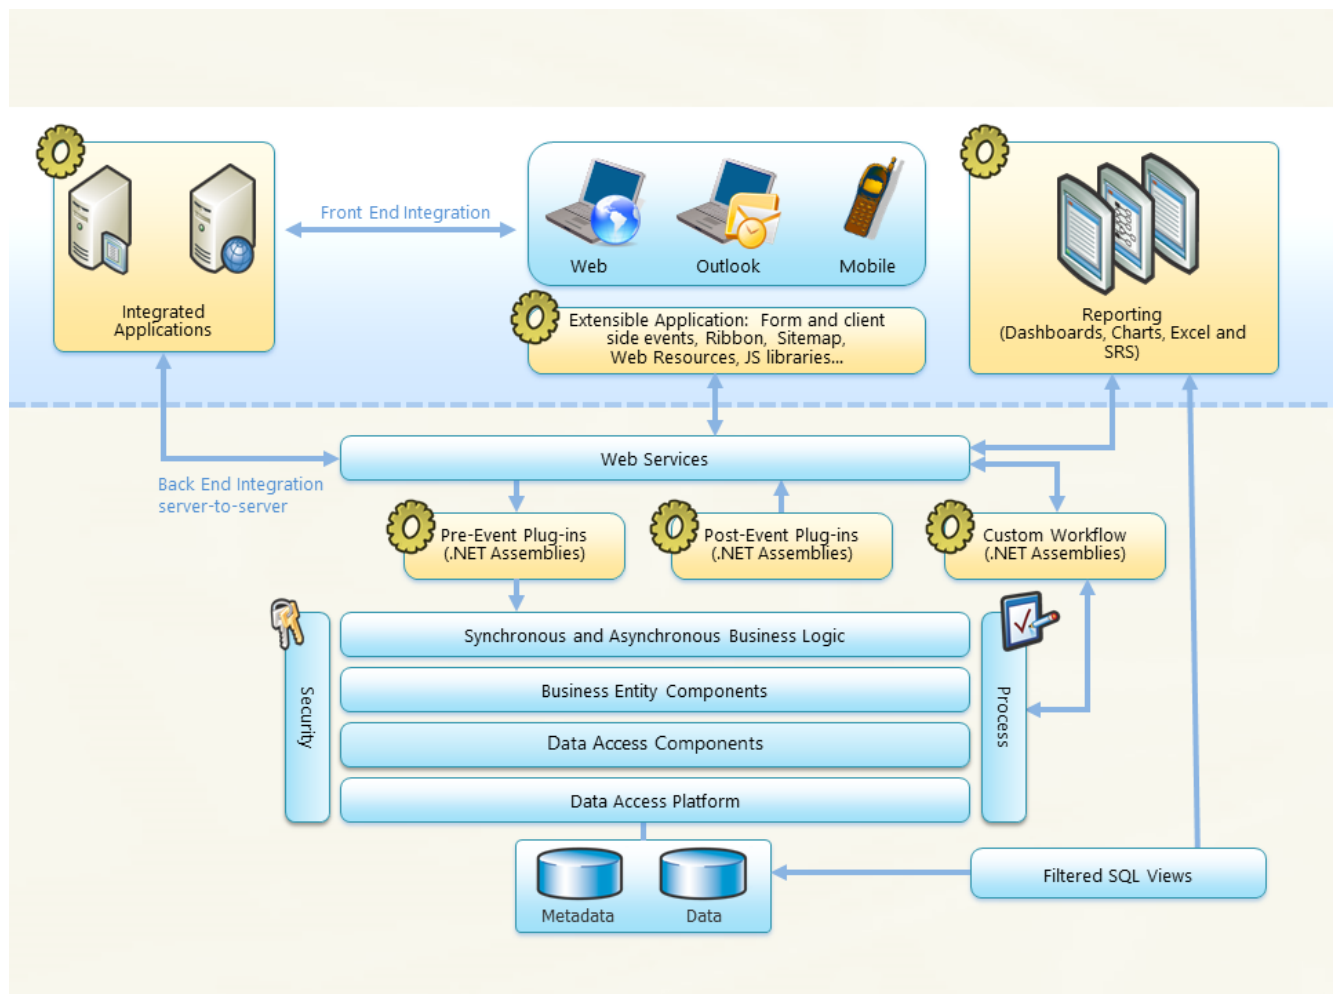 Front End Integration
Web
Outlook
Mobile
Integrated
Applications
Extensible Application:  Form and client
side events, Ribbon,  Sitemap,
Web Resources, JS libraries...
Reporting
(Dashboards, Charts, Excel and
SRS)
Web Services
Back End Integration
server-to-server
Pre-Event Plug-ins
(.NET Assemblies)
Post-Event Plug-ins
(.NET Assemblies)
Custom Workflow
(.NET Assemblies)
Security
Synchronous and Asynchronous Business Logic
Business Entity Components
Data Access Components
Data Access Platform
Process
Metadata
Data
Filtered SQL Views